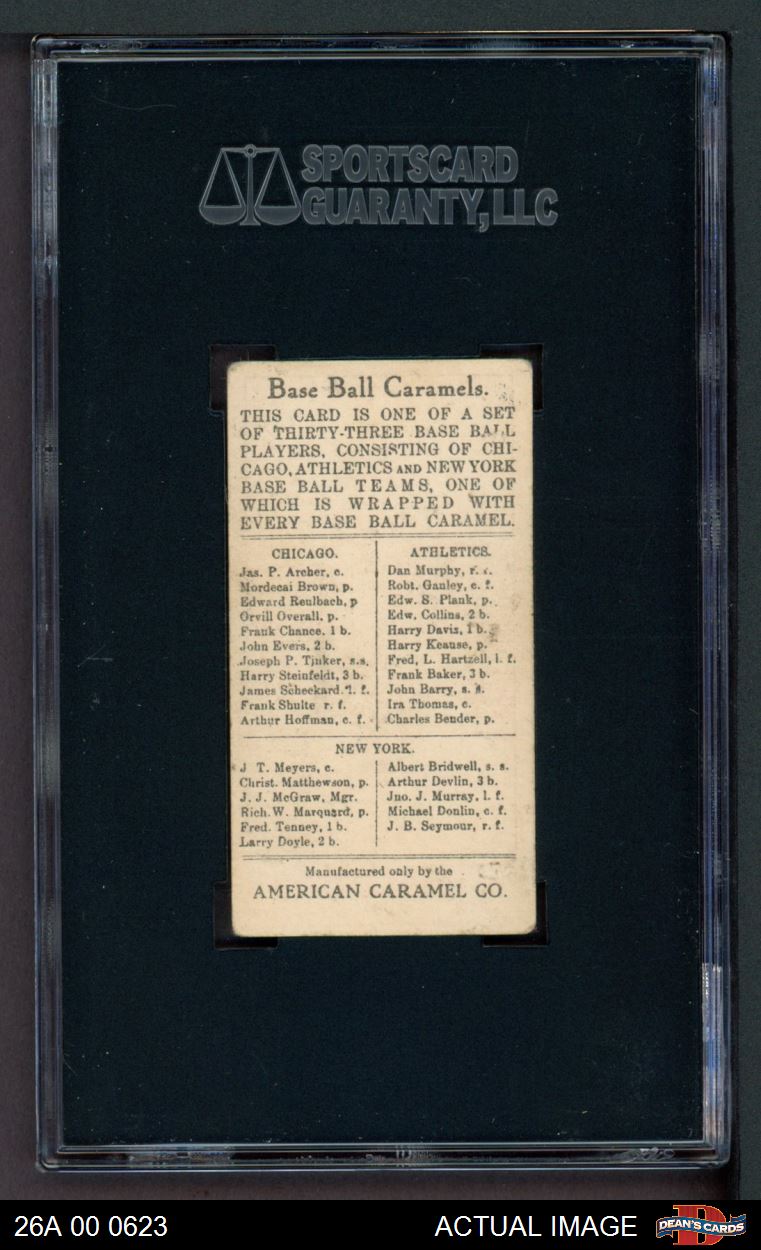 SPORTSCARD
GUARANTY, LLC
Base Ball Caramels.
THIS CARD IS ONE OF A SET
OF THIRTY-THREE BASE BALL
PLAYERS, CONSISTING OF CHI-
CAGO, ATHLETICS AND NEW YORK
BASE BALL TEAMS, ONE OF
WHICH IS WRAPPED WITH
EVERY BASE BALL CARAMEL.
CHICAGO.
Jas. P. Archer, c.
Mordecai Brown, p.
Edward Reulbach, p
Orvill Overall, p.
Frank Chance, 1 b.
John Evers, 2 b.
Joseph P. Tinker, s.s.
Harry Steinfeldt, 3 b.
James Scheckard. l. f.
Frank Shulte r. f.
Arthur Hoffman, c. f.
ATHLETICS.
Dan Murphy, r. f.
Robt. Ganley, c. f.
Edw. S. Plank, p.
Edw. Collins, 2 b.
Harry Davis, 1 b.
Harry Krause, p.
Fred, L. Hartzell, l. f.
Frank Baker, 3 b.
John Barry, s. s.
Ira Thomas, c.
Charles Bender, p.
NEW YORK.
J T. Meyers, c.
Christ. Matthewson, p.
J. J. McGraw, Mgr.
Rich. W. Marquard, p.
Fred. Tenney, 1 b.
Larry Doyle, 2 b.
Albert Bridwell, s. s.
Arthur Devlin, 3 b.
Jno. J. Murray, l. f.
Michael Donlin, c. f.
J. B. Seymour, r. f.
Manufactured only by the
AMERICAN CARAMEL CO.
26A 00 0623
ACTUAL IMAGE
DEAN'S CARDS